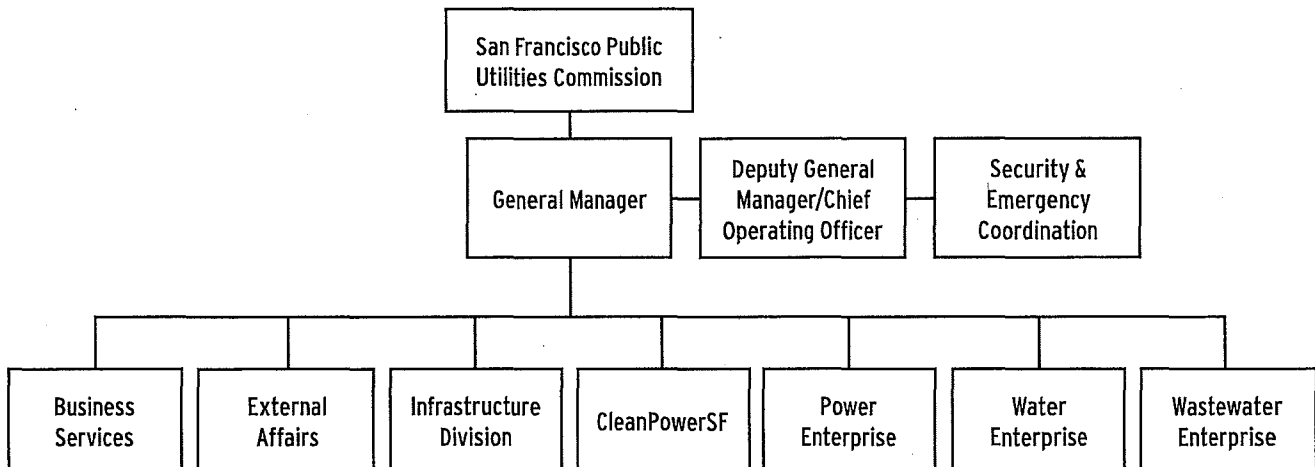 San Francisco Public
Utilities Commission
General Manager
Deputy General
Manager/Chief
Operating Officer
Security &
Emergency
Coordination
Business
Services
External
Affairs
Infrastructure
Division
CleanPowerSF
Power
Enterprise
Water
Enterprise
Wastewater
Enterprise